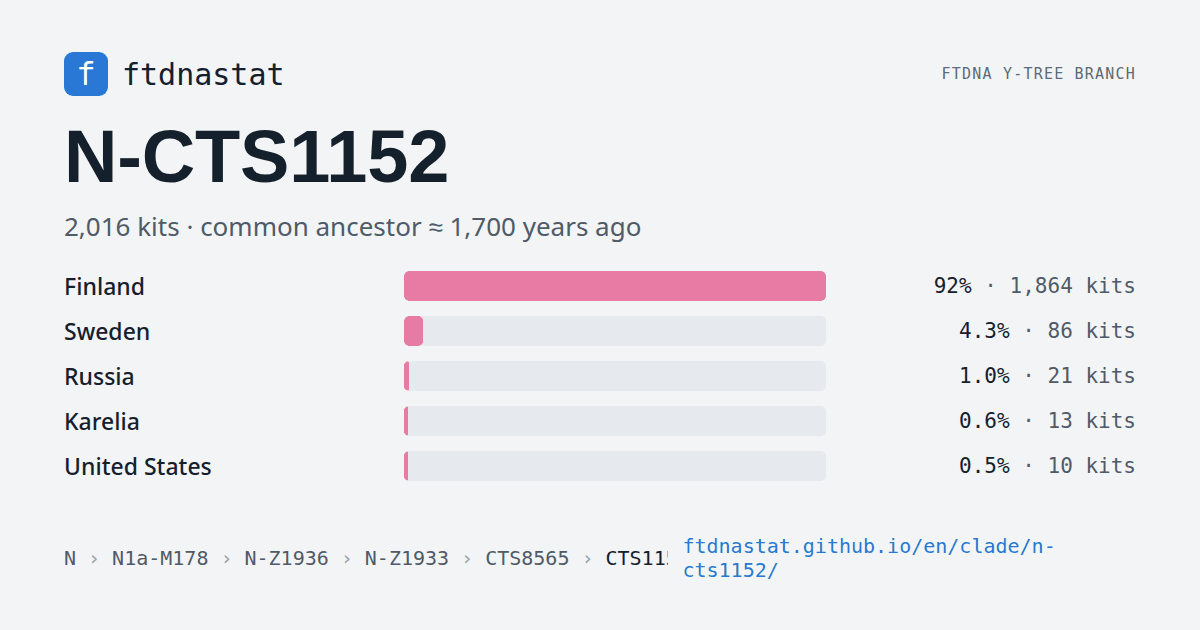 f ftdnastat
FTDNA Y-TREE BRANCH
N-CTS1152
2,016 kits · common ancestor ≈ 1,700 years ago
Finland 92% · 1,864 kits
Sweden 4.3% · 86 kits
Russia 1.0% · 21 kits
Karelia 0.6% · 13 kits
United States 0.5% · 10 kits
N › N1a-M178 › N-Z1936 › N-Z1933 › CTS8565 ›
ftdnastat.github.io/en/clade/n-
cts1152/